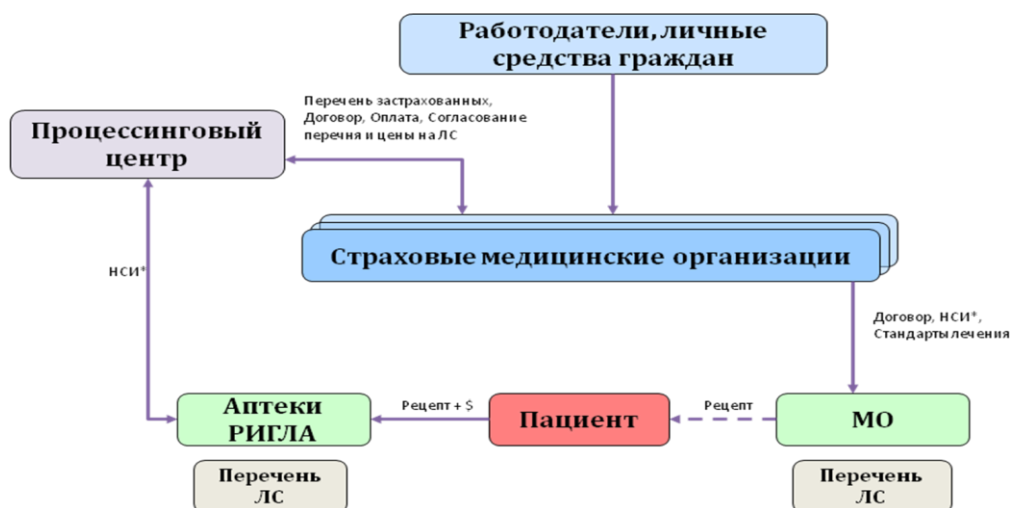 Работодатели, личные
средства граждан
Перечень застрахованных,
Договор, Оплата, Согласование
перечня и цены на ЛС
Процессинговый
центр
Страховые медицинские организации
НСИ*
Договор, НСИ*,
Стандарты лечения
Аптеки
РИГЛА
Рецепт + $
Пациент
Рецепт
МО
Перечень
ЛС
Перечень
ЛС